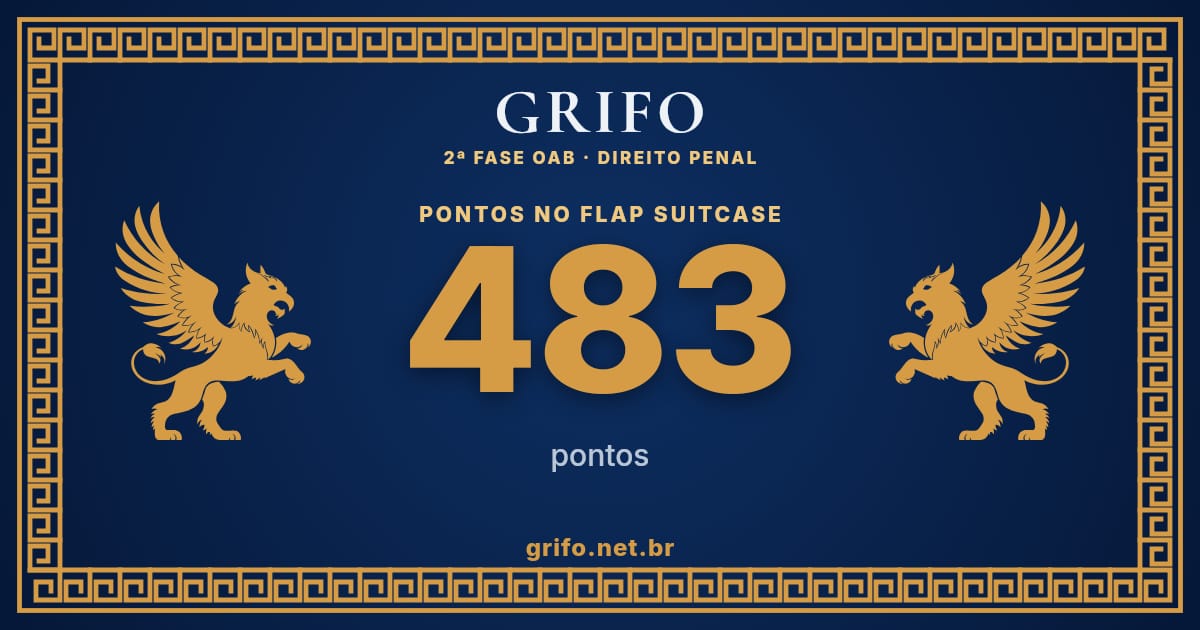 GRIFO
2ª FASE OAB · DIREITO PENAL
PONTOS NO FLAP SUITCASE
483
pontos
grifo.net.br